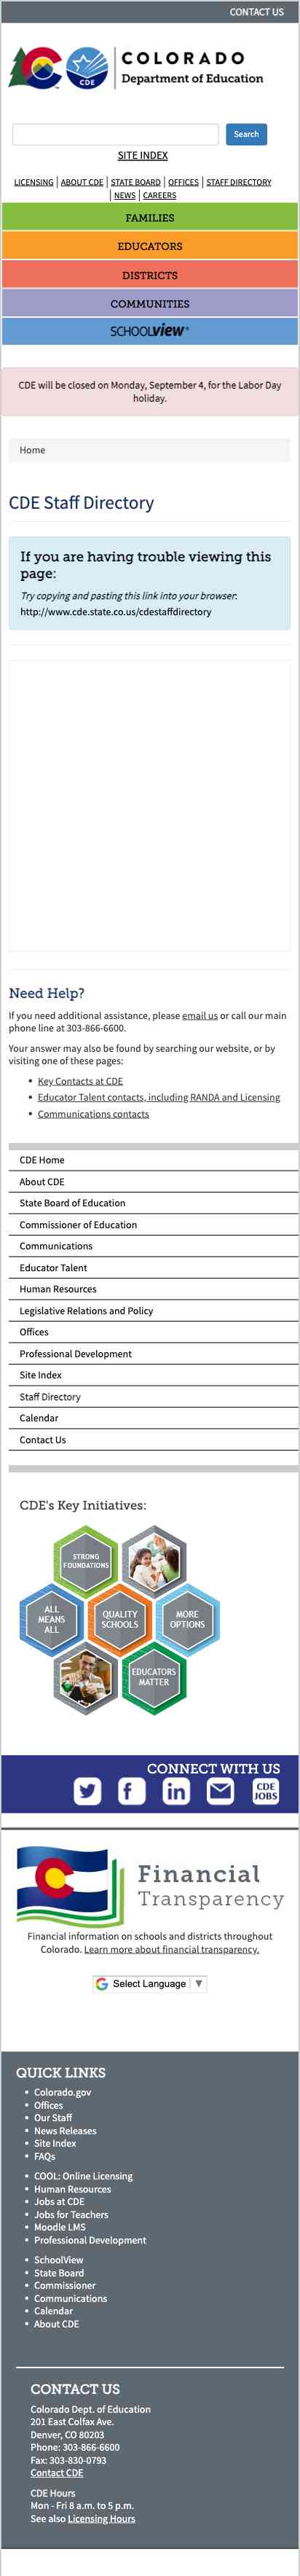 CONTACT US
COLORADO
Department of Education
CDE
Search
SITE INDEX
LICENSING | ABOUT CDE | STATE BOARD | OFFICES | STAFF DIRECTORY
| NEWS | CAREERS
FAMILIES
EDUCATORS
DISTRICTS
COMMUNITIES
SCHOOLVIEW®
CDE will be closed on Monday, September 4, for the Labor Day
holiday.
Home
CDE Staff Directory
If you are having trouble viewing this
page:
Try copying and pasting this link into your browser:
http://www.cde.state.co.us/cdestaffdirectory
Need Help?
If you need additional assistance, please email us or call our main
phone line at 303-866-6600.
Your answer may also be found by searching our website, or by
visiting one of these pages:
• Key Contacts at CDE
• Educator Talent contacts, including RANDA and Licensing
• Communications contacts
CDE Home
About CDE
State Board of Education
Commissioner of Education
Communications
Educator Talent
Human Resources
Legislative Relations and Policy
Offices
Professional Development
Site Index
Staff Directory
Calendar
Contact Us
CDE's Key Initiatives:
STRONG
FOUNDATIONS
ALL
MEANS
ALL
QUALITY
SCHOOLS
MORE
OPTIONS
EDUCATORS
MATTER
CONNECT WITH US
CDE
JOBS
Financial
Transparency
Financial information on schools and districts throughout
Colorado. Learn more about financial transparency.
Select Language ▼
QUICK LINKS
• Colorado.gov
• Offices
• Our Staff
• News Releases
• Site Index
• FAQs
• COOL: Online Licensing
• Human Resources
• Jobs at CDE
• Jobs for Teachers
• Moodle LMS
• Professional Development
• SchoolView
• State Board
• Commissioner
• Communications
• Calendar
• About CDE
CONTACT US
Colorado Dept. of Education
201 East Colfax Ave.
Denver, CO 80203
Phone: 303-866-6600
Fax: 303-830-0793
Contact CDE
CDE Hours
Mon - Fri 8 a.m. to 5 p.m.
See also Licensing Hours